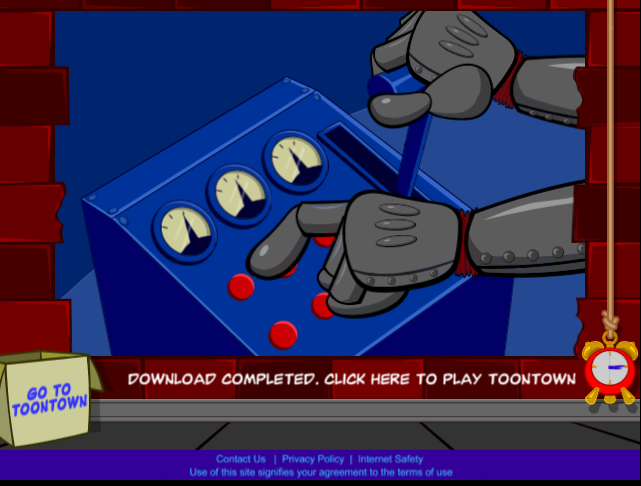 DOWNLOAD COMPLETED. CLICK HERE TO PLAY TOONTOWN
GO TO
TOONTOWN
Contact Us | Privacy Policy | Internet Safety
Use of this site signifies your agreement to the terms of use